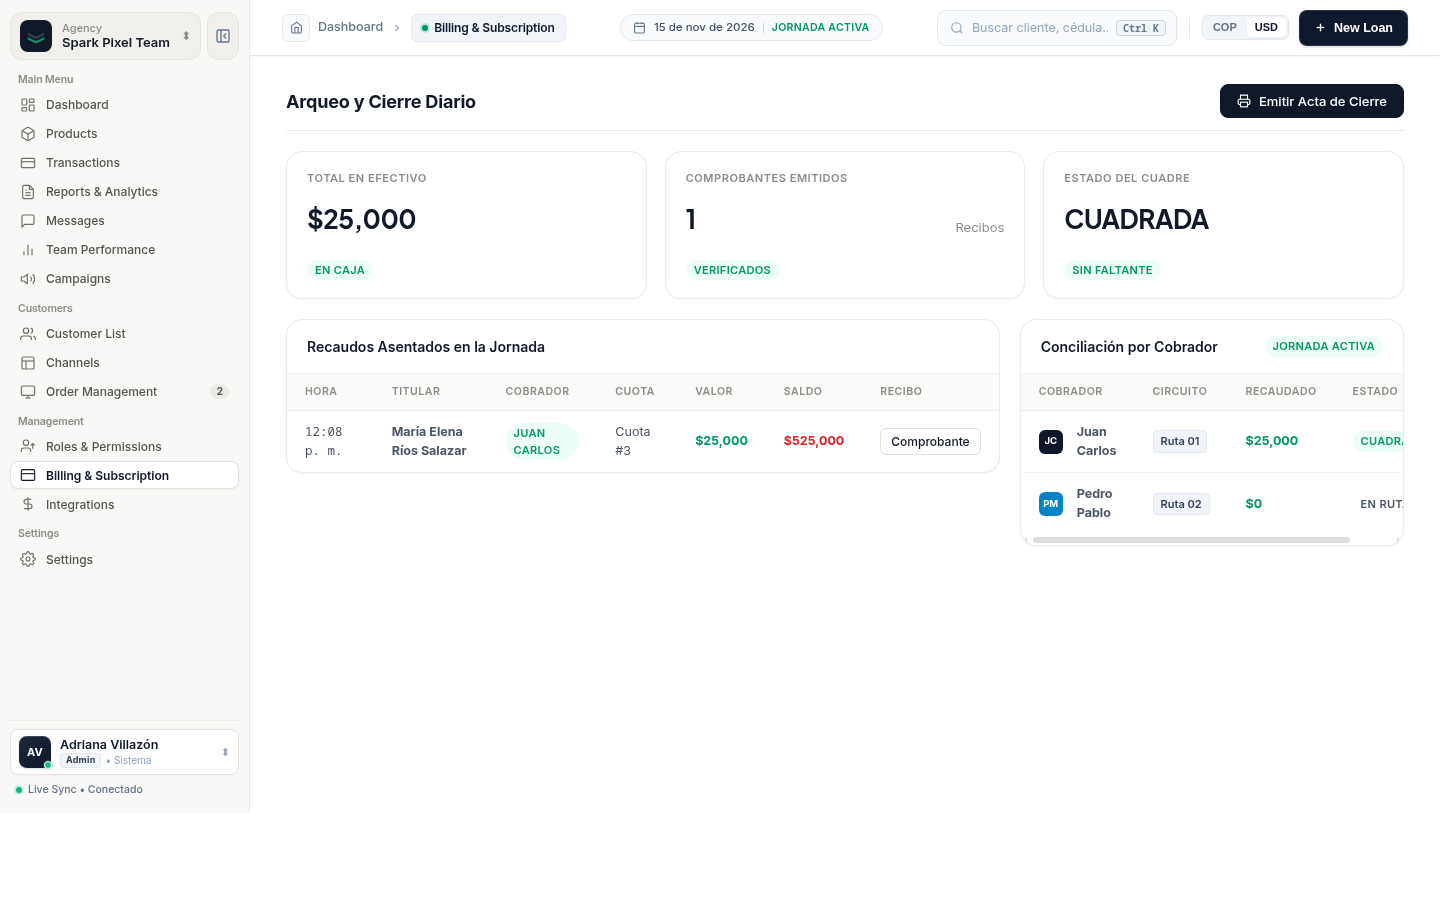 Agency
Spark Pixel Team
Main Menu
Dashboard
Products
Transactions
Reports & Analytics
Messages
Team Performance
Campaigns
Customers
Customer List
Channels
Order Management 2
Management
Roles & Permissions
Billing & Subscription
Integrations
Settings
Settings
AV Adriana Villazón
Admin • Sistema
Live Sync • Conectado
Dashboard › Billing & Subscription
15 de nov de 2026 | JORNADA ACTIVA
Buscar cliente, cédula.. Ctrl K
COP USD
+ New Loan
Arqueo y Cierre Diario
Emitir Acta de Cierre
TOTAL EN EFECTIVO
$25,000
EN CAJA
COMPROBANTES EMITIDOS
1 Recibos
VERIFICADOS
ESTADO DEL CUADRE
CUADRADA
SIN FALTANTE
Recaudos Asentados en la Jornada
HORA TITULAR COBRADOR CUOTA VALOR SALDO RECIBO
12:08 p. m. María Elena Ríos Salazar JUAN CARLOS Cuota #3 $25,000 $525,000 Comprobante
Conciliación por Cobrador JORNADA ACTIVA
COBRADOR CIRCUITO RECAUDADO ESTADO
JC Juan Carlos Ruta 01 $25,000 CUADR
PM Pedro Pablo Ruta 02 $0 EN RUT